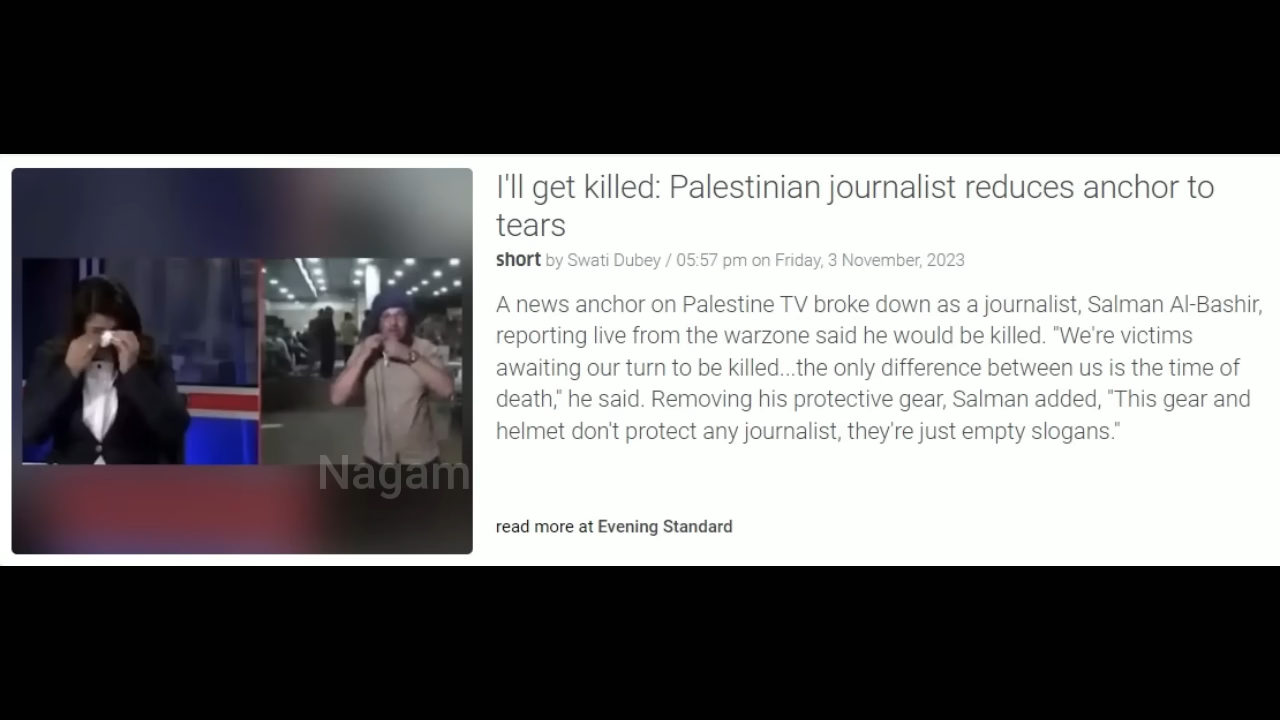 I'll get killed: Palestinian journalist reduces anchor to
tears
short by Swati Dubey / 05:57 pm on Friday, 3 November, 2023
A news anchor on Palestine TV broke down as a journalist, Salman Al-Bashir,
reporting live from the warzone said he would be killed. "We're victims
awaiting our turn to be killed...the only difference between us is the time of
death," he said. Removing his protective gear, Salman added, "This gear and
helmet don't protect any journalist, they're just empty slogans."
Nagam
read more at Evening Standard